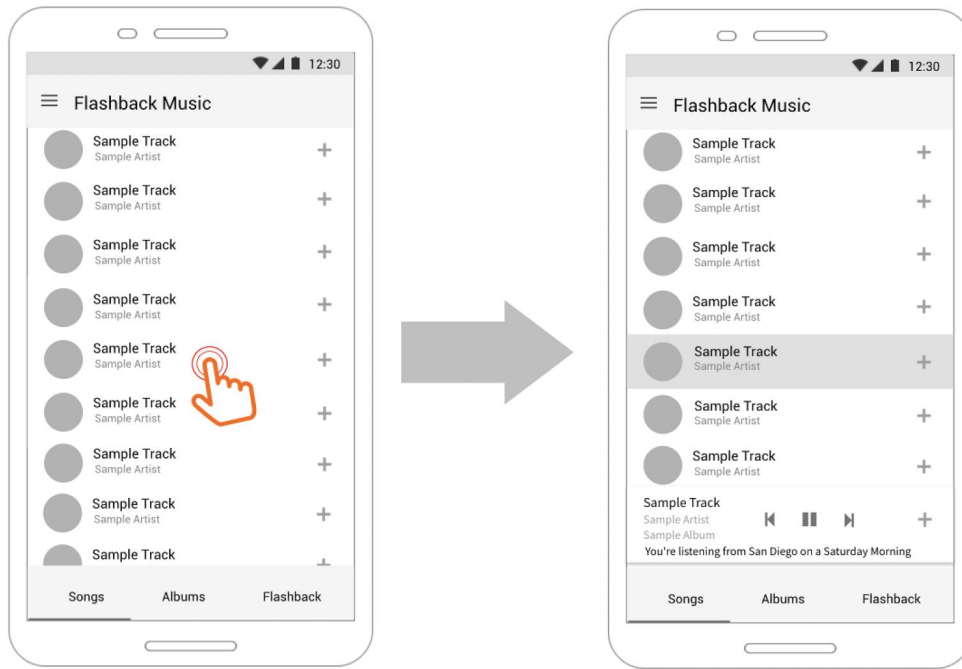 12:30
Flashback Music
Sample Track
Sample Artist
Sample Track
Sample Artist
Sample Track
Sample Artist
Sample Track
Sample Artist
Sample Track
Sample Artist
Sample Track
Sample Artist
Sample Track
Sample Artist
Sample Track
Sample Artist
Sample Track
Songs Albums Flashback
12:30
Flashback Music
Sample Track
Sample Artist
Sample Track
Sample Artist
Sample Track
Sample Artist
Sample Track
Sample Artist
Sample Track
Sample Artist
Sample Track
Sample Artist
Sample Track
Sample Artist
Sample Track
Sample Artist
Sample Album
You're listening from San Diego on a Saturday Morning
Songs Albums Flashback